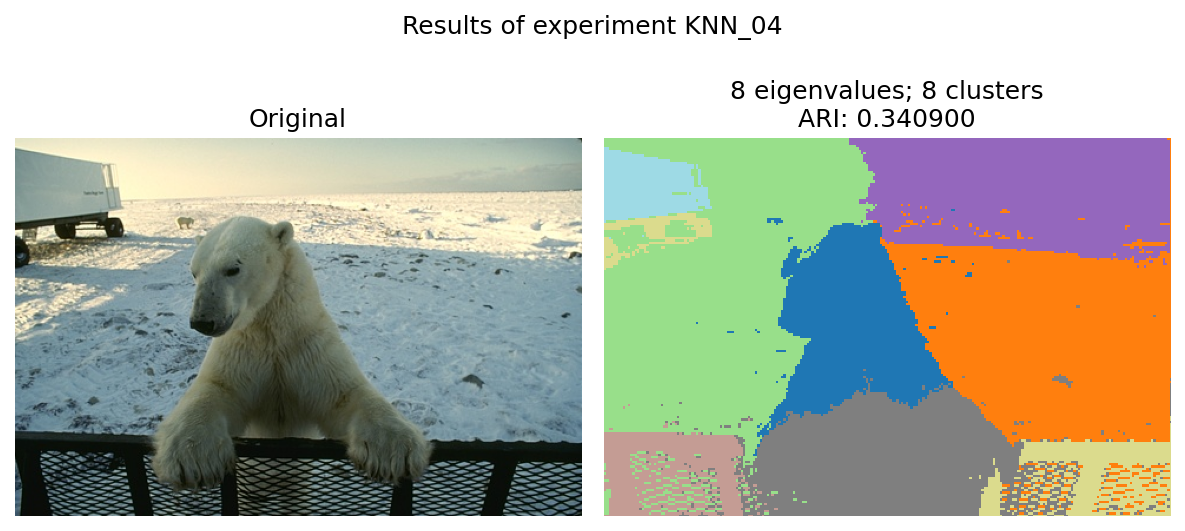 Results of experiment KNN_04
Original
8 eigenvalues; 8 clusters
ARI: 0.340900